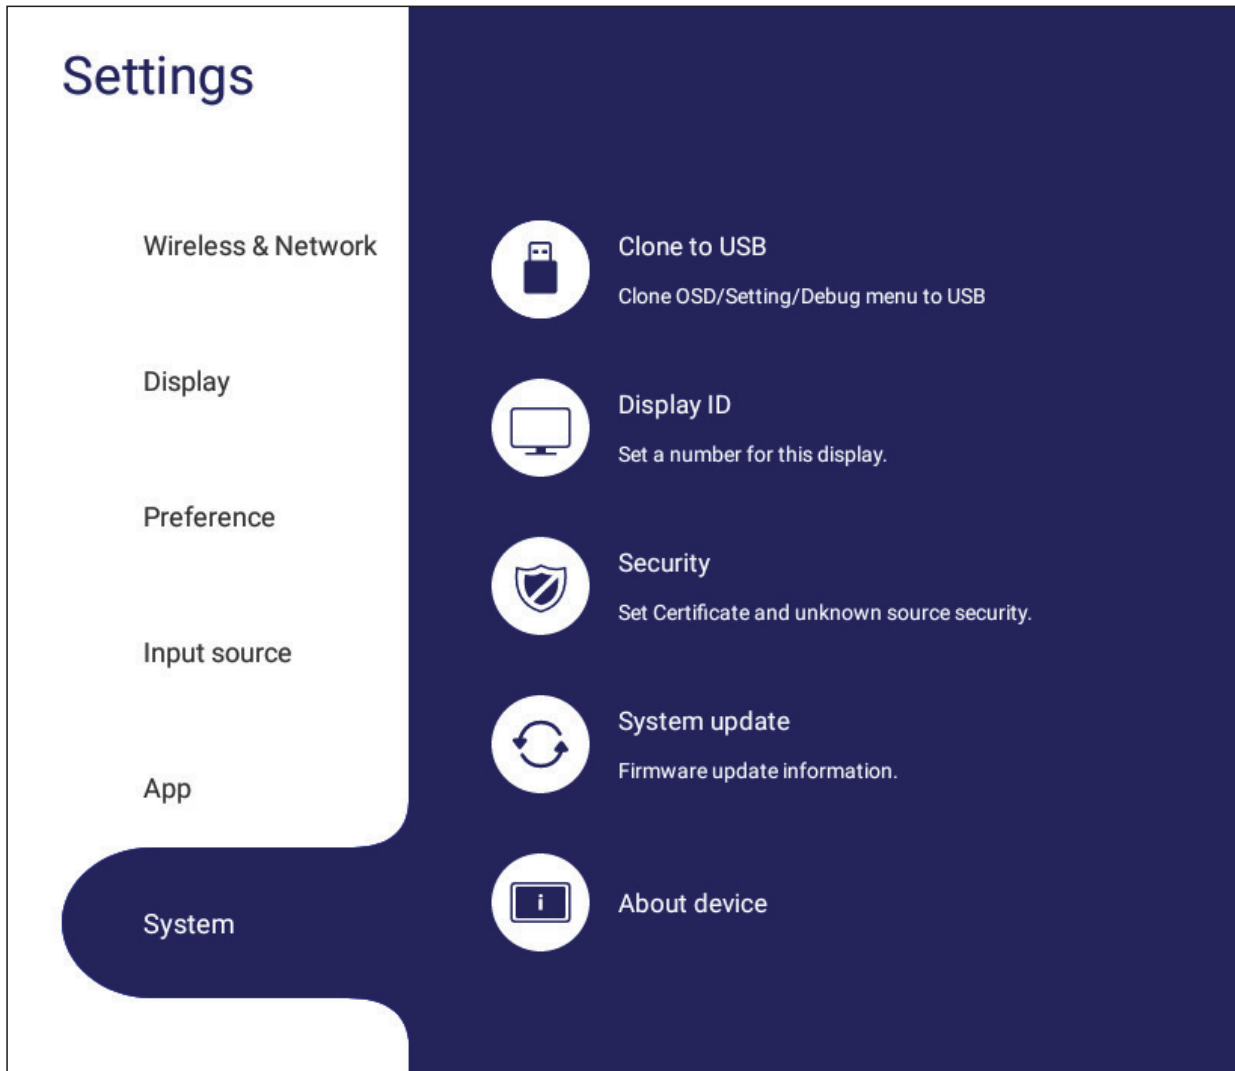 Settings
Wireless & Network
Display
Preference
Input source
App
System
Clone to USB
Clone OSD/Setting/Debug menu to USB
Display ID
Set a number for this display.
Security
Set Certificate and unknown source security.
System update
Firmware update information.
i
About device